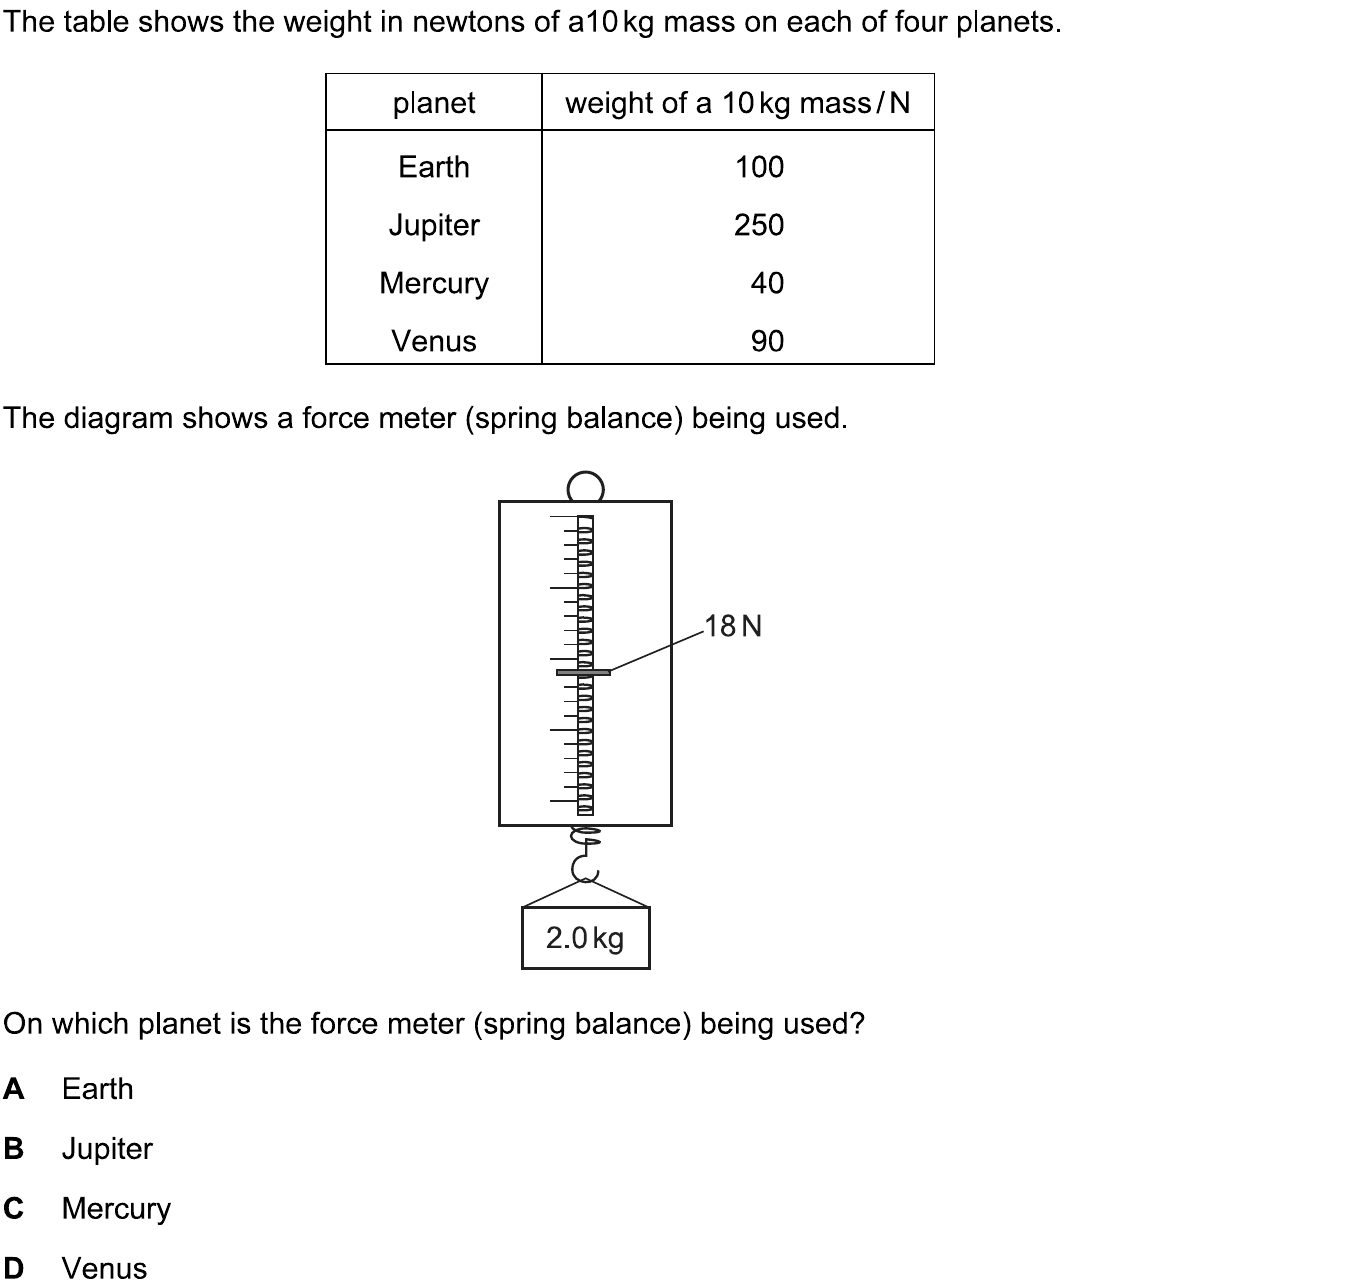 The table shows the weight in newtons of a10 kg mass on each of four planets.
planet weight of a 10 kg mass / N
Earth 100
Jupiter 250
Mercury 40
Venus 90
The diagram shows a force meter (spring balance) being used.
18 N
2.0 kg
On which planet is the force meter (spring balance) being used?
A Earth
B Jupiter
C Mercury
D Venus